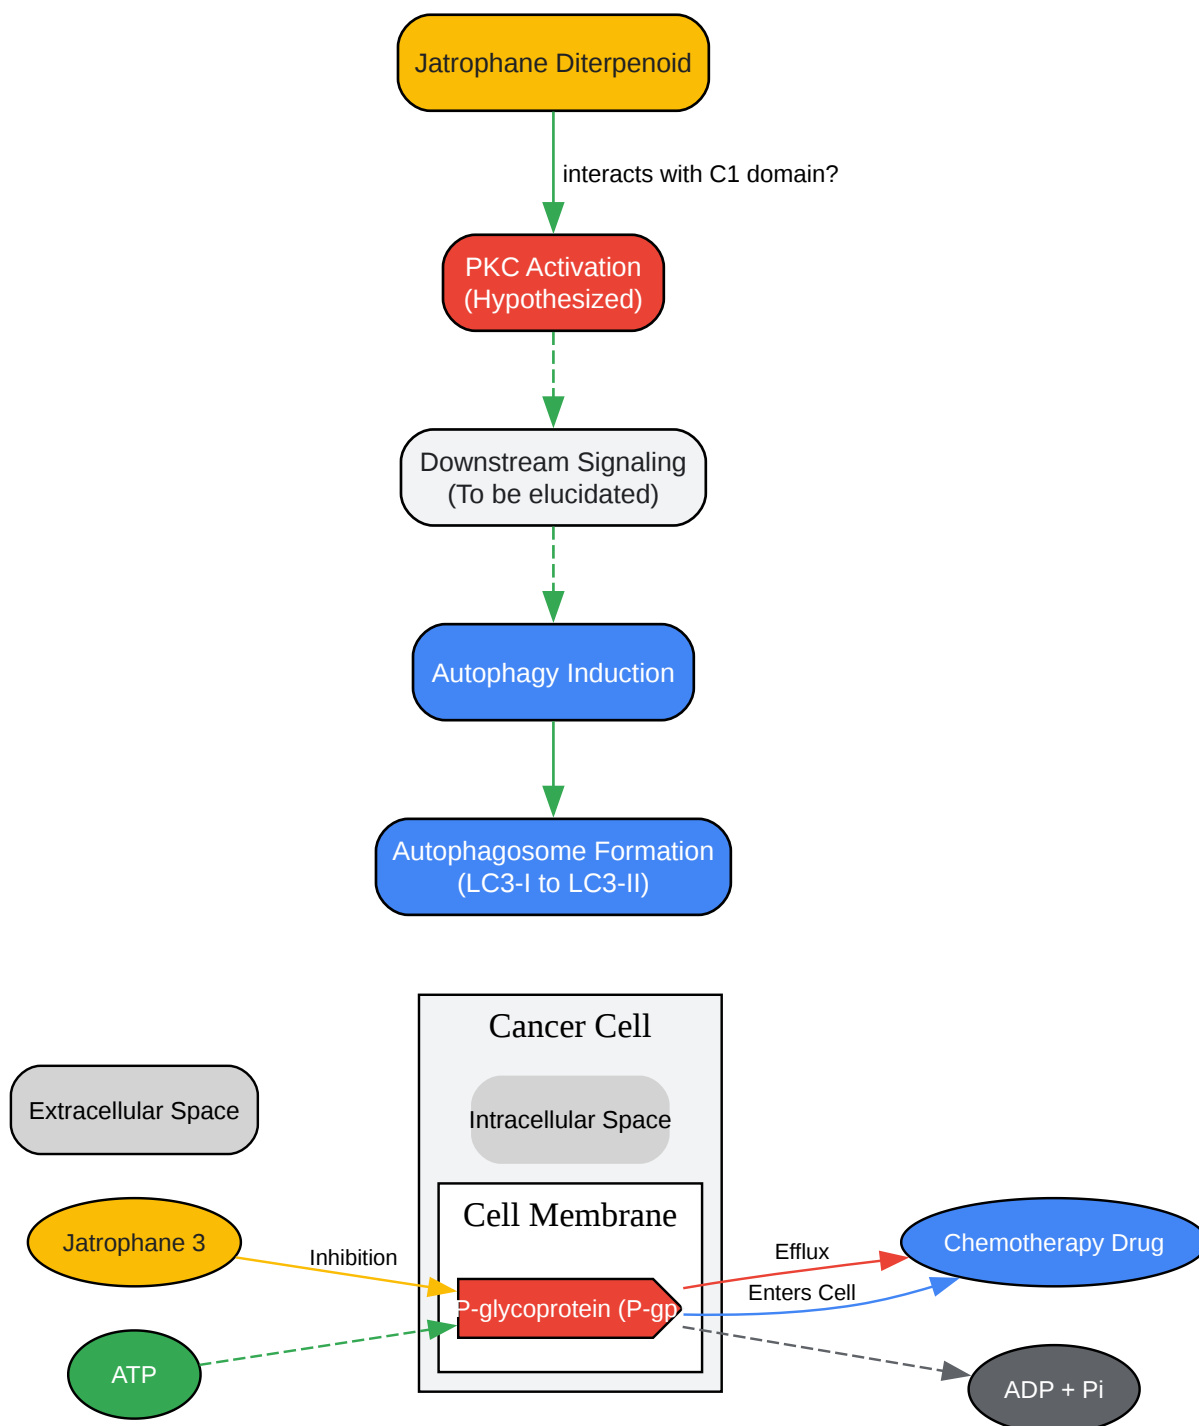 Jatrophane Diterpenoid
interacts with C1 domain?
PKC Activation
(Hypothesized)
Downstream Signaling
(To be elucidated)
Autophagy Induction
Autophagosome Formation
(LC3-I to LC3-II)
Cancer Cell
Extracellular Space
Intracellular Space
Cell Membrane
Jatrophane 3
Inhibition
P-glycoprotein (P-gp
Efflux
Enters Cell
Chemotherapy Drug
ATP
ADP + Pi